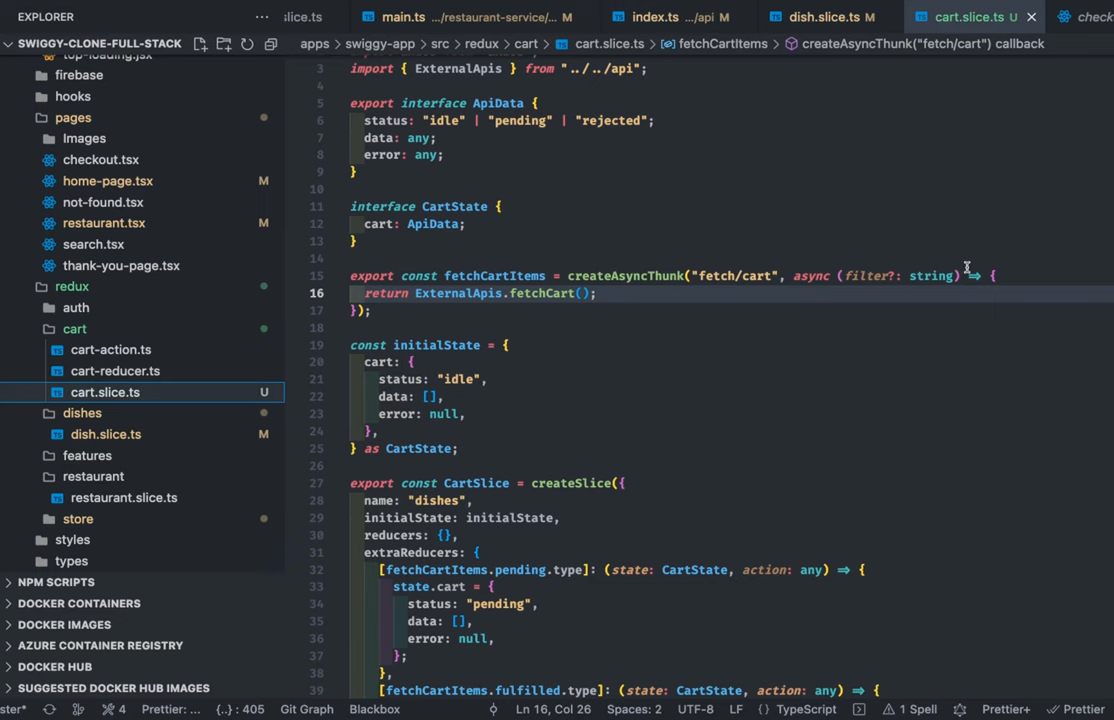 EXPLORER
···
slice.ts
main.ts .../restaurant-service/... M
index.ts .../api M
dish.slice.ts M
cart.slice.ts U
check
SWIGGY-CLONE-FULL-STACK
apps > swiggy-app > src > redux > cart > cart.slice.ts > fetchCartItems > createAsyncThunk("fetch/cart") callback
top-loading.jsx
firebase
hooks
pages
Images
checkout.tsx
home-page.tsx M
not-found.tsx
restaurant.tsx M
search.tsx
thank-you-page.tsx
redux
auth
cart
cart-action.ts
cart-reducer.ts
cart.slice.ts U
dishes
dish.slice.ts M
features
restaurant
restaurant.slice.ts
store
styles
types
NPM SCRIPTS
DOCKER CONTAINERS
DOCKER IMAGES
AZURE CONTAINER REGISTRY
DOCKER HUB
SUGGESTED DOCKER HUB IMAGES
3 import { ExternalApis } from "../../api";
4
5 export interface ApiData {
6 status: "idle" | "pending" | "rejected";
7 data: any;
8 error: any;
9 }
10
11 interface CartState {
12 cart: ApiData;
13 }
14
15 export const fetchCartItems = createAsyncThunk("fetch/cart", async (filter?: string) => {
16 return ExternalApis.fetchCart();
17 });
18
19 const initialState = {
20 cart: {
21 status: "idle",
22 data: [],
23 error: null,
24 },
25 } as CartState;
26
27 export const CartSlice = createSlice({
28 name: "dishes",
29 initialState: initialState,
30 reducers: {},
31 extraReducers: {
32 [fetchCartItems.pending.type]: (state: CartState, action: any) => {
33 state.cart = {
34 status: "pending",
35 data: [],
36 error: null,
37 };
38 },
39 [fetchCartItems.fulfilled.type]: (state: CartState, action: any) => {
ster* 4 Prettier: ... {..} : 405 Git Graph Blackbox Ln 16, Col 26 Spaces: 2 UTF-8 LF {} TypeScript 1 Spell Prettier+ Prettier